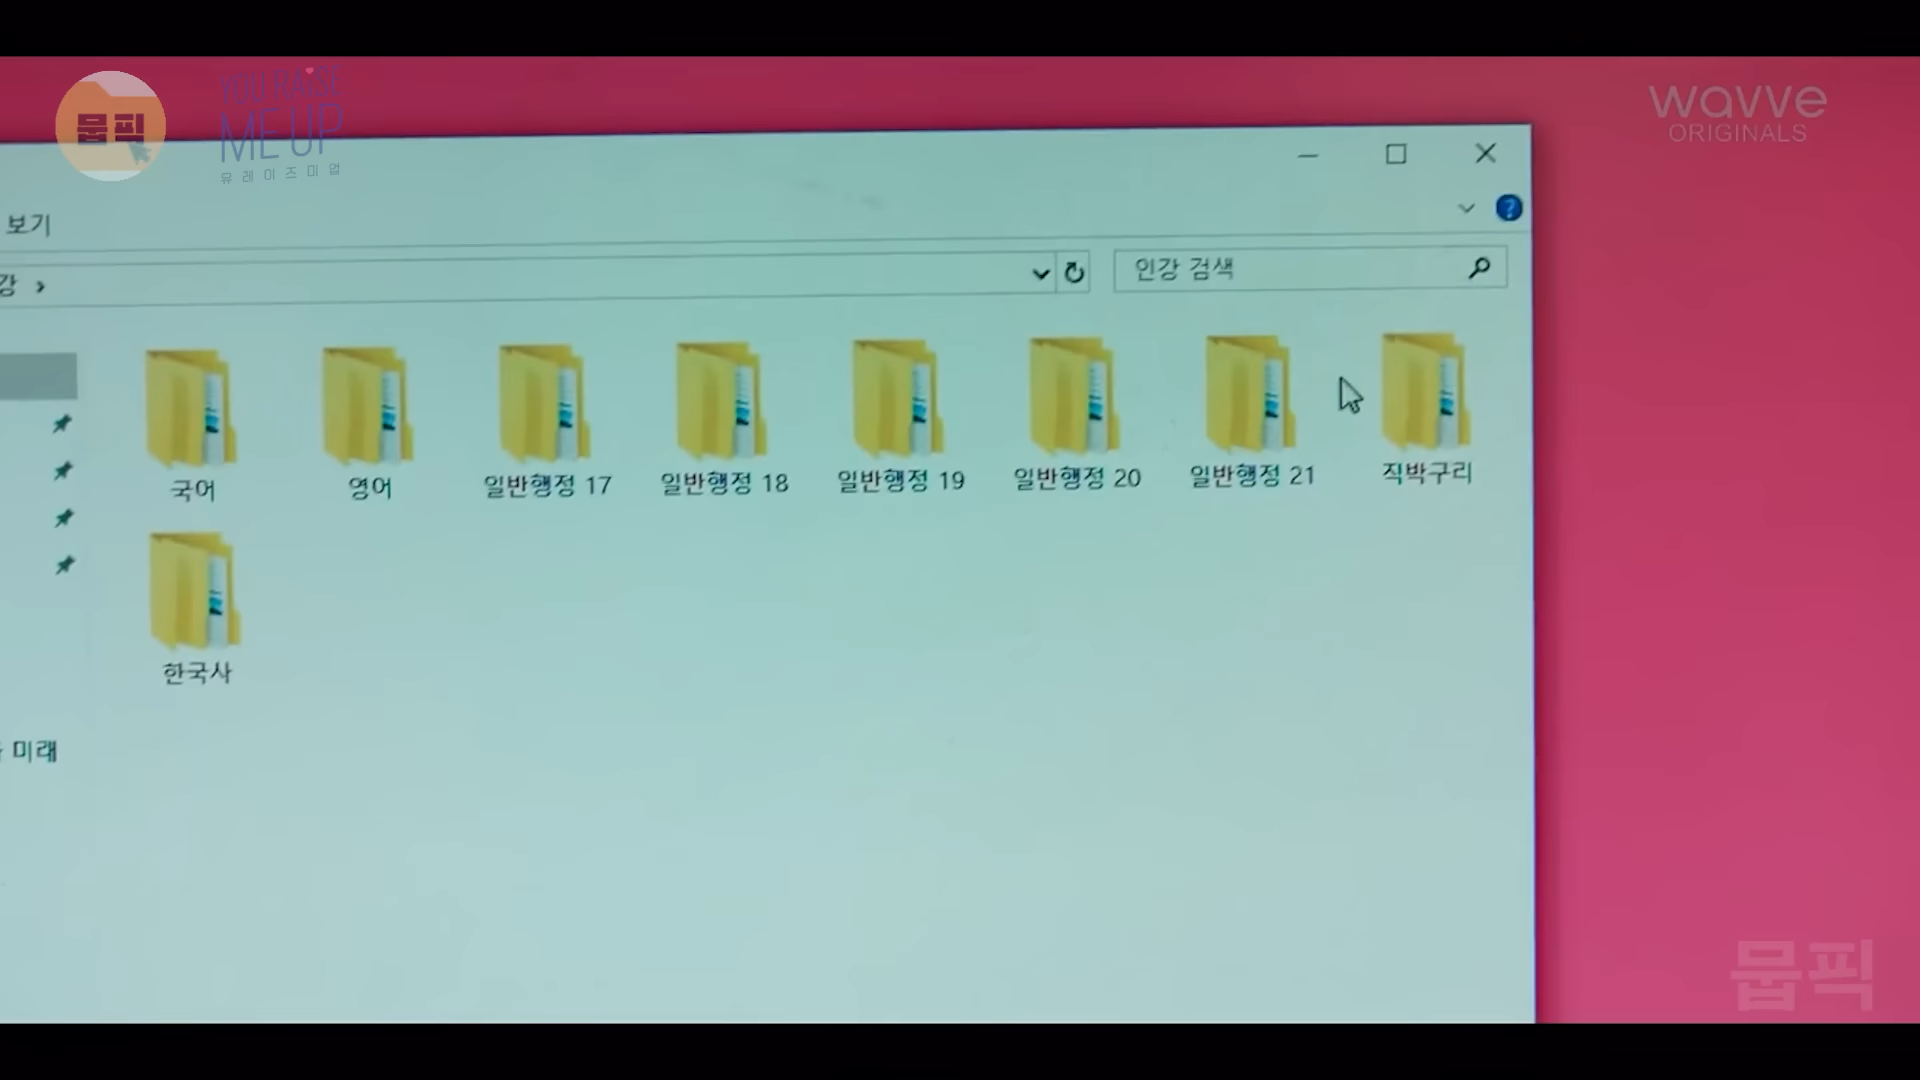 뭅픽
YOU RAISE
ME UP
유 레 이 즈 미 업
wavve
ORIGINALS
보기
강 >
인강 검색
국어
영어
일반행정 17
일반행정 18
일반행정 19
일반행정 20
일반행정 21
직박구리
한국사
미래
뭅픽